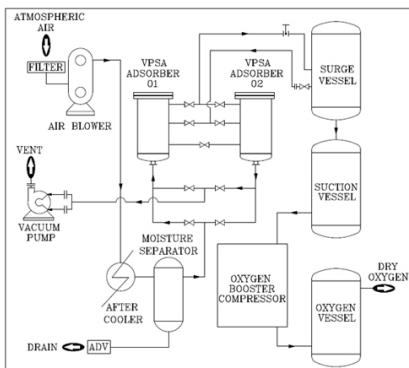 ATMOSPHERIC
AIR
FILTER
AIR BLOWER
VPSA
ADSORBER
01
VPSA
ADSORBER
02
SURGE
VESSEL
VENT
VACUUM
PUMP
SUCTION
VESSEL
MOISTURE
SEPARATOR
AFTER
COOLER
OXYGEN
BOOSTER
COMPRESSOR
DRY
OXYGEN
OXYGEN
VESSEL
DRAIN
ADV